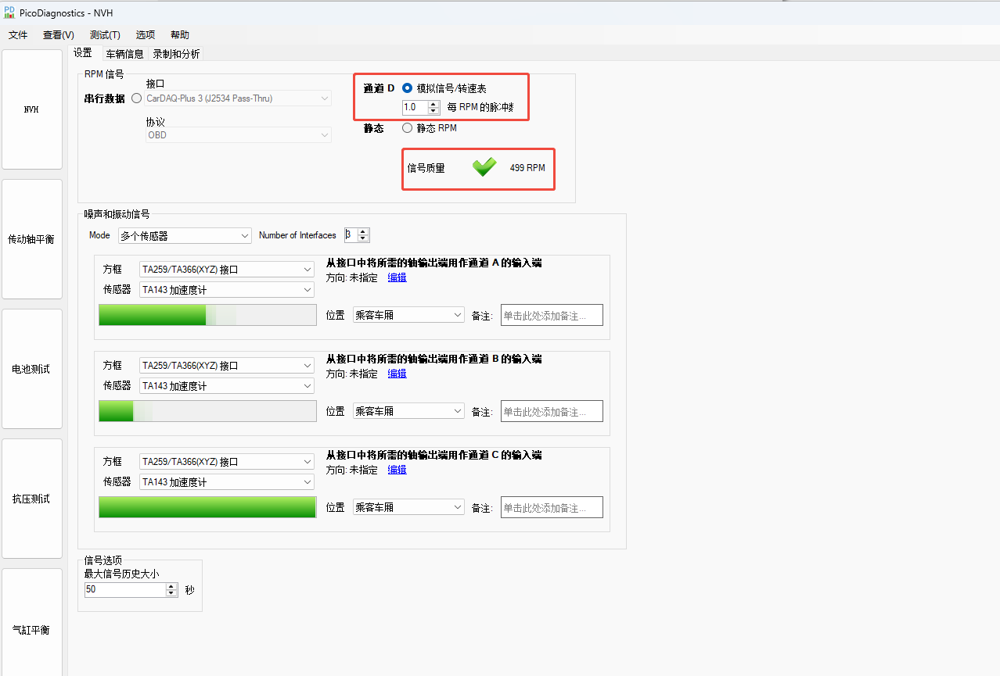 PicoDiagnostics - NVH
文件 查看(V) 测试(T) 选项 帮助
设置 车辆信息 录制和分析
NVH
传动轴平衡
电池测试
抗压测试
气缸平衡
RPM 信号
接口
串行数据 CarDAQ-Plus 3 (J2534 Pass-Thru)
协议
OBD
通道 D 模拟信号/转速表
1.0 每 RPM 的脉冲
静态 静态 RPM
信号质量 499 RPM
噪声和振动信号
Mode 多个传感器 Number of Interfaces 3
方框 TA259/TA366(XYZ) 接口
传感器 TA143 加速度计
从接口中将所需的轴输出端用作通道 A 的输入端
方向: 未指定 编辑
位置 乘客车厢 备注: 单击此处添加备注...
方框 TA259/TA366(XYZ) 接口
传感器 TA143 加速度计
从接口中将所需的轴输出端用作通道 B 的输入端
方向: 未指定 编辑
位置 乘客车厢 备注: 单击此处添加备注...
方框 TA259/TA366(XYZ) 接口
传感器 TA143 加速度计
从接口中将所需的轴输出端用作通道 C 的输入端
方向: 未指定 编辑
位置 乘客车厢 备注: 单击此处添加备注...
信号选项
最大信号历史大小
50 秒